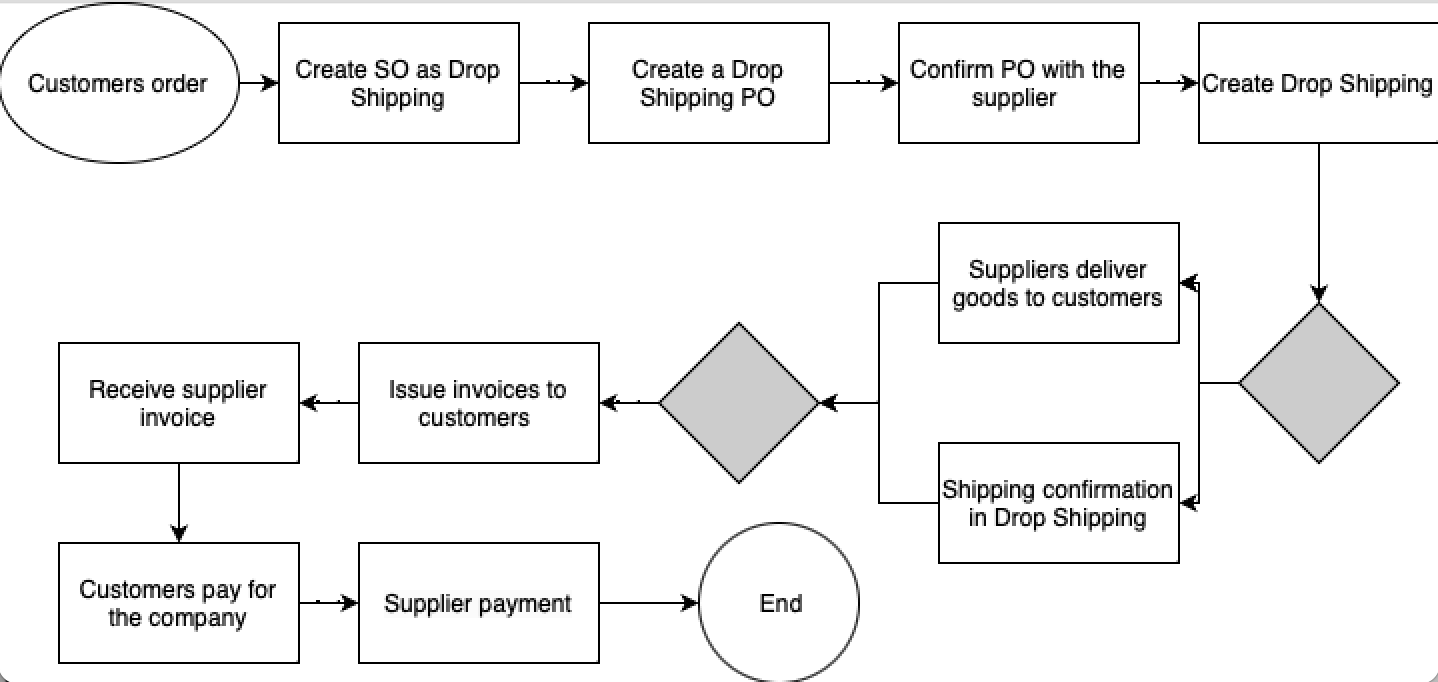 Customers order
Create SO as Drop
Shipping
Create a Drop
Shipping PO
Confirm PO with the
supplier
Create Drop Shipping
Suppliers deliver
goods to customers
Receive supplier
invoice
Issue invoices to
customers
Shipping confirmation
in Drop Shipping
Customers pay for
the company
Supplier payment
End